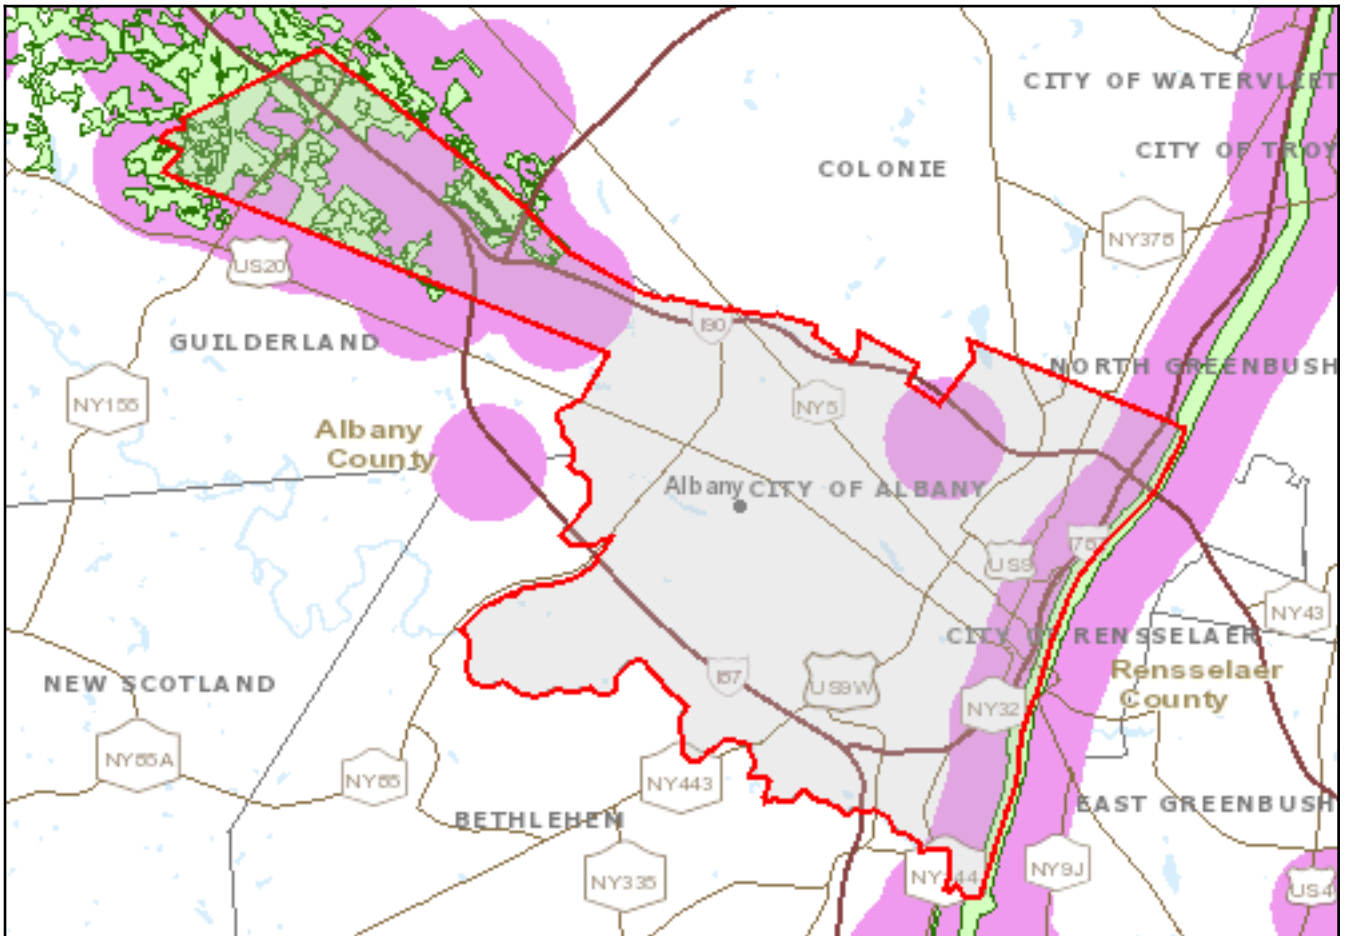 CITY OF WATERVLIET
CITY OF TROY
COLONIE
NY378
US20
I90
GUILDERLAND
NORTH GREENBUSH
NY155
NY5
Albany
County
Albany
CITY OF ALBANY
I787
US9
NY43
CITY OF RENSSELAER
Rensselaer
County
NEW SCOTLAND
I87
US9W
NY32
NY85A
NY85
NY443
EAST GREENBUSH
BETHLEHEM
NY335
NY144
NY9J
US4